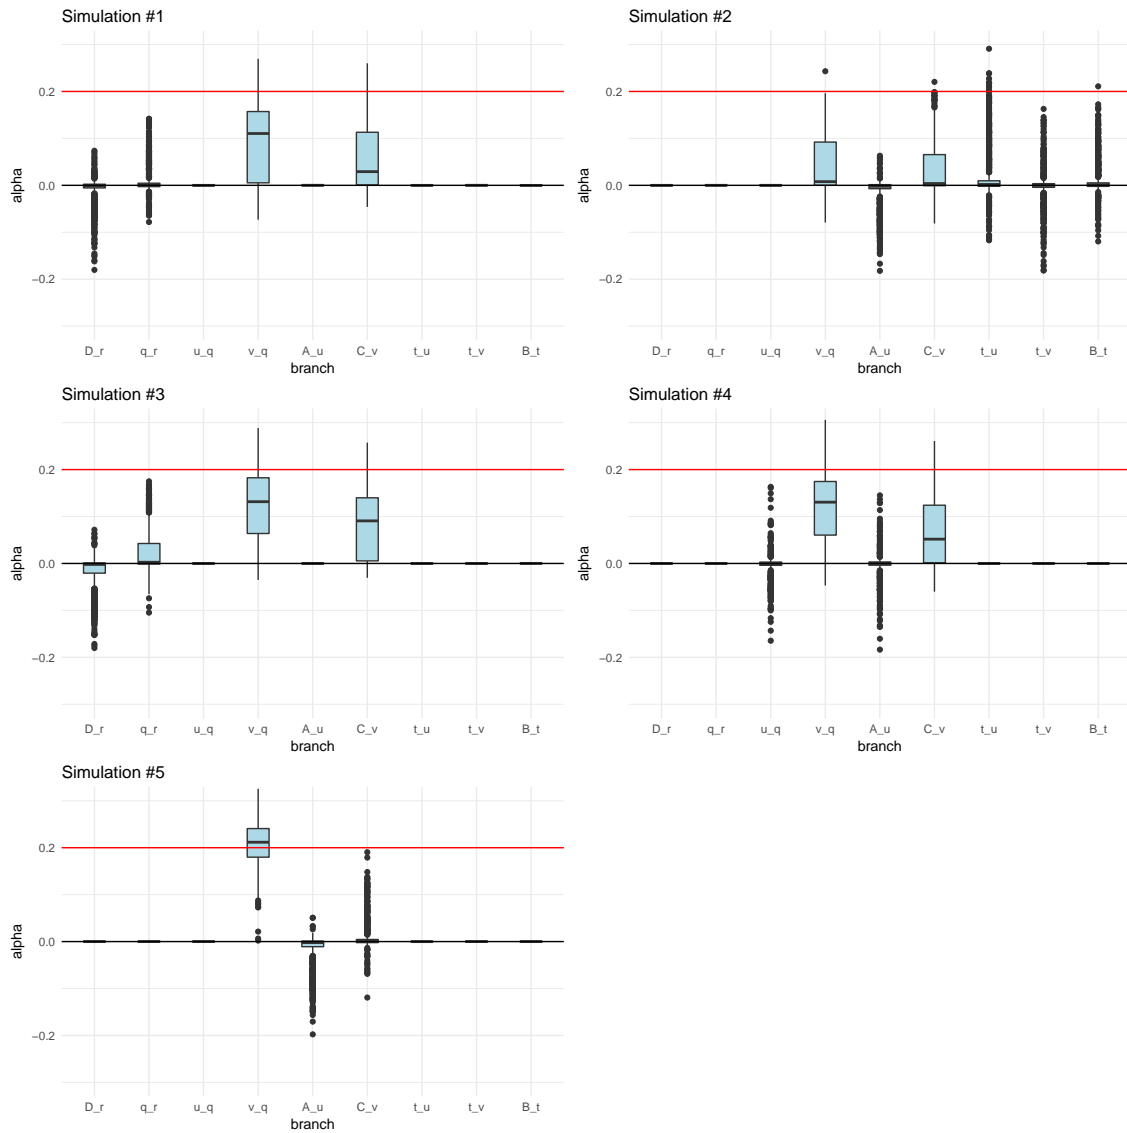 Simulation #1
alpha
0.2
0.0
−0.2
D_r q_r u_q v_q A_u C_v t_u t_v B_t
branch
Simulation #2
alpha
0.2
0.0
−0.2
D_r q_r u_q v_q A_u C_v t_u t_v B_t
branch
Simulation #3
alpha
0.2
0.0
−0.2
D_r q_r u_q v_q A_u C_v t_u t_v B_t
branch
Simulation #4
alpha
0.2
0.0
−0.2
D_r q_r u_q v_q A_u C_v t_u t_v B_t
branch
Simulation #5
alpha
0.2
0.0
−0.2
D_r q_r u_q v_q A_u C_v t_u t_v B_t
branch